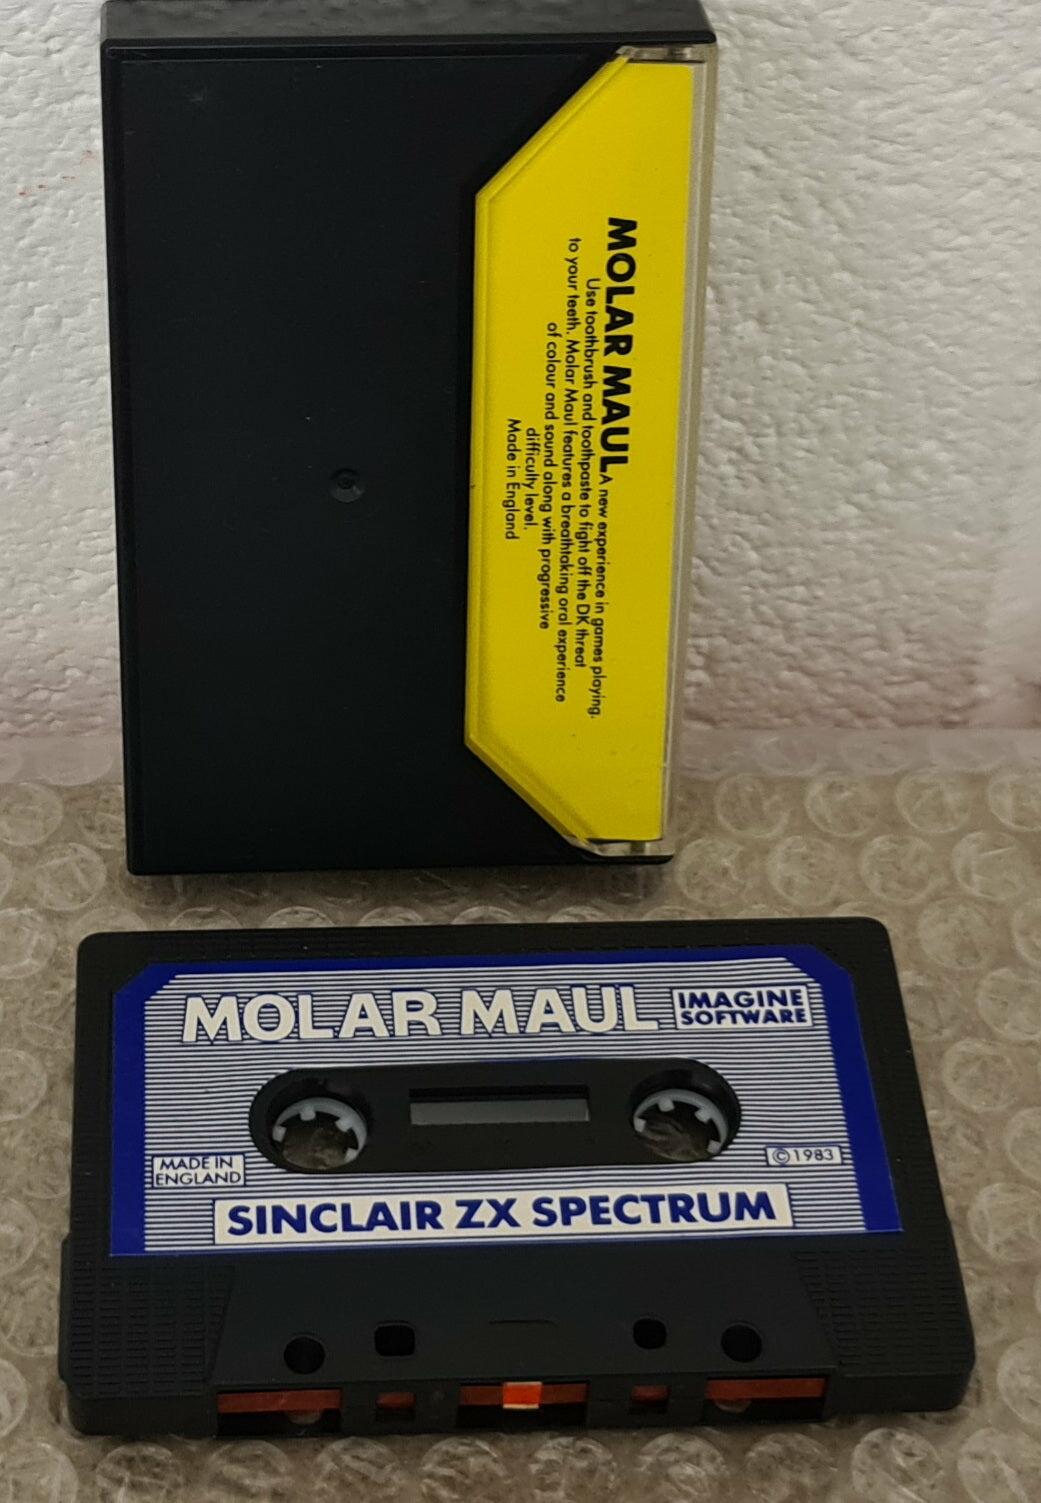 MOLAR MAUL A new experience in games playing.
Use toothbrush and toothpaste to fight off the DK threat
to your teeth. Molar Maul features a breathtaking oral experience
of colour and sound along with progressive
difficulty level.
Made in England
MOLAR MAUL
IMAGINE
SOFTWARE
MADE IN
ENGLAND
©1983
SINCLAIR ZX SPECTRUM